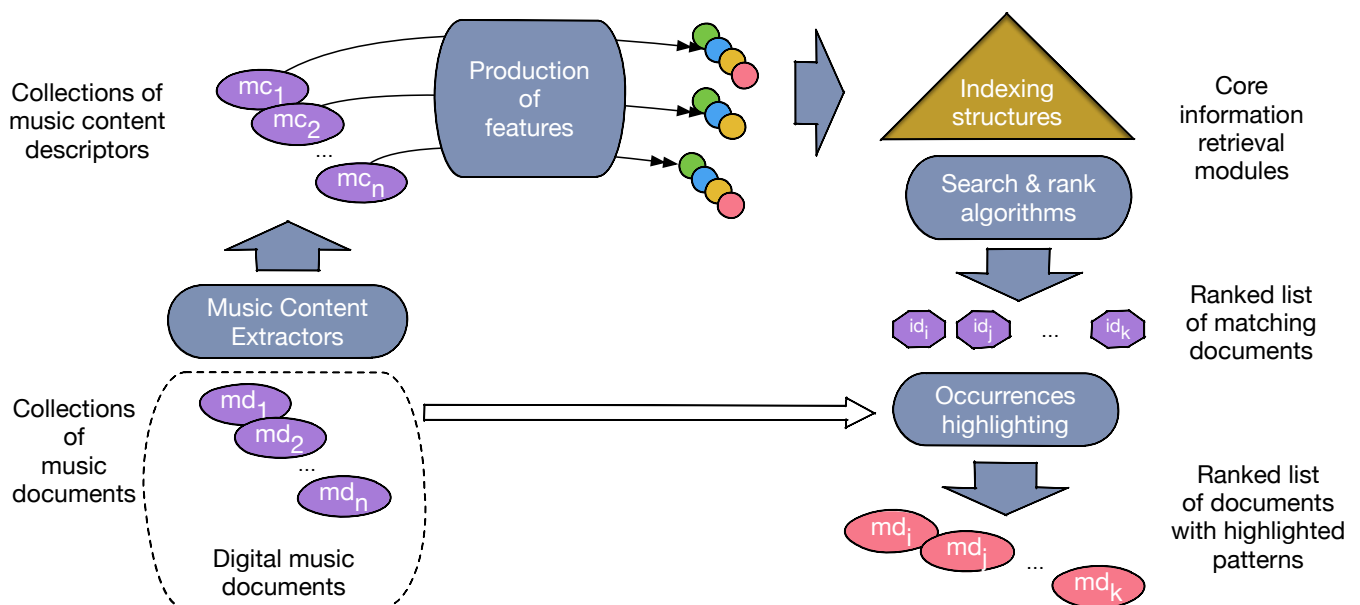 Collections of
music content
descriptors
mc1
mc2
...
mcn
Production
of
features
Indexing
structures
Core
information
retrieval
modules
Search & rank
algorithms
Music Content
Extractors
idi
idj
...
idk
Ranked list
of matching
documents
Collections
of
music
documents
md1
md2
...
mdn
Digital music
documents
Occurrences
highlighting
mdi
mdj
...
mdk
Ranked list
of documents
with highlighted
patterns